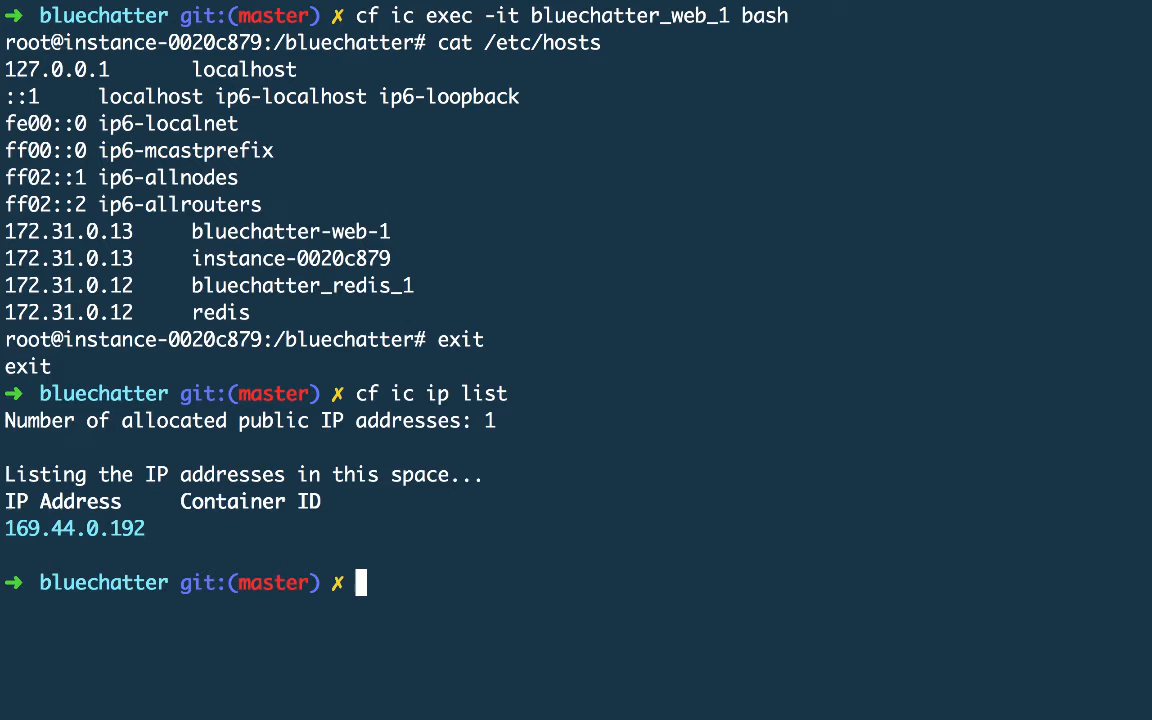 ➜ bluechatter git:(master) ✗ cf ic exec -it bluechatter_web_1 bash
root@instance-0020c879:/bluechatter# cat /etc/hosts
127.0.0.1 localhost
::1 localhost ip6-localhost ip6-loopback
fe00::0 ip6-localnet
ff00::0 ip6-mcastprefix
ff02::1 ip6-allnodes
ff02::2 ip6-allrouters
172.31.0.13 bluechatter-web-1
172.31.0.13 instance-0020c879
172.31.0.12 bluechatter_redis_1
172.31.0.12 redis
root@instance-0020c879:/bluechatter# exit
exit
➜ bluechatter git:(master) ✗ cf ic ip list
Number of allocated public IP addresses: 1
Listing the IP addresses in this space...
IP Address Container ID
169.44.0.192
➜ bluechatter git:(master) ✗